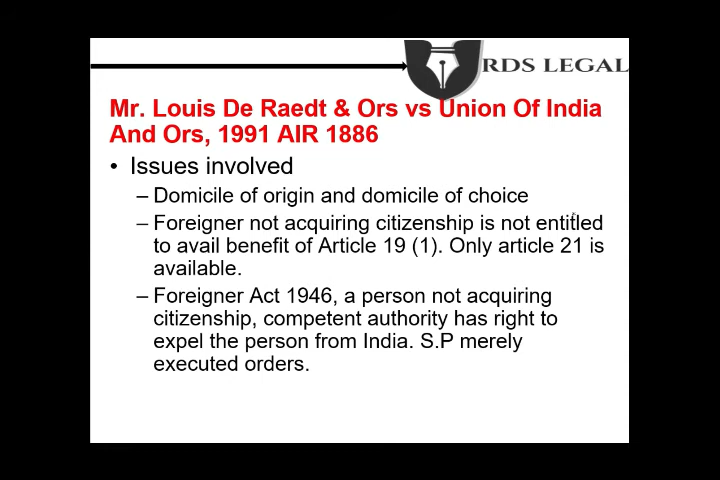 RDS LEGAL
Mr. Louis De Raedt & Ors vs Union Of India
And Ors, 1991 AIR 1886
• Issues involved
– Domicile of origin and domicile of choice
– Foreigner not acquiring citizenship is not entitled
to avail benefit of Article 19 (1). Only article 21 is
available.
– Foreigner Act 1946, a person not acquiring
citizenship, competent authority has right to
expel the person from India. S.P merely
executed orders.